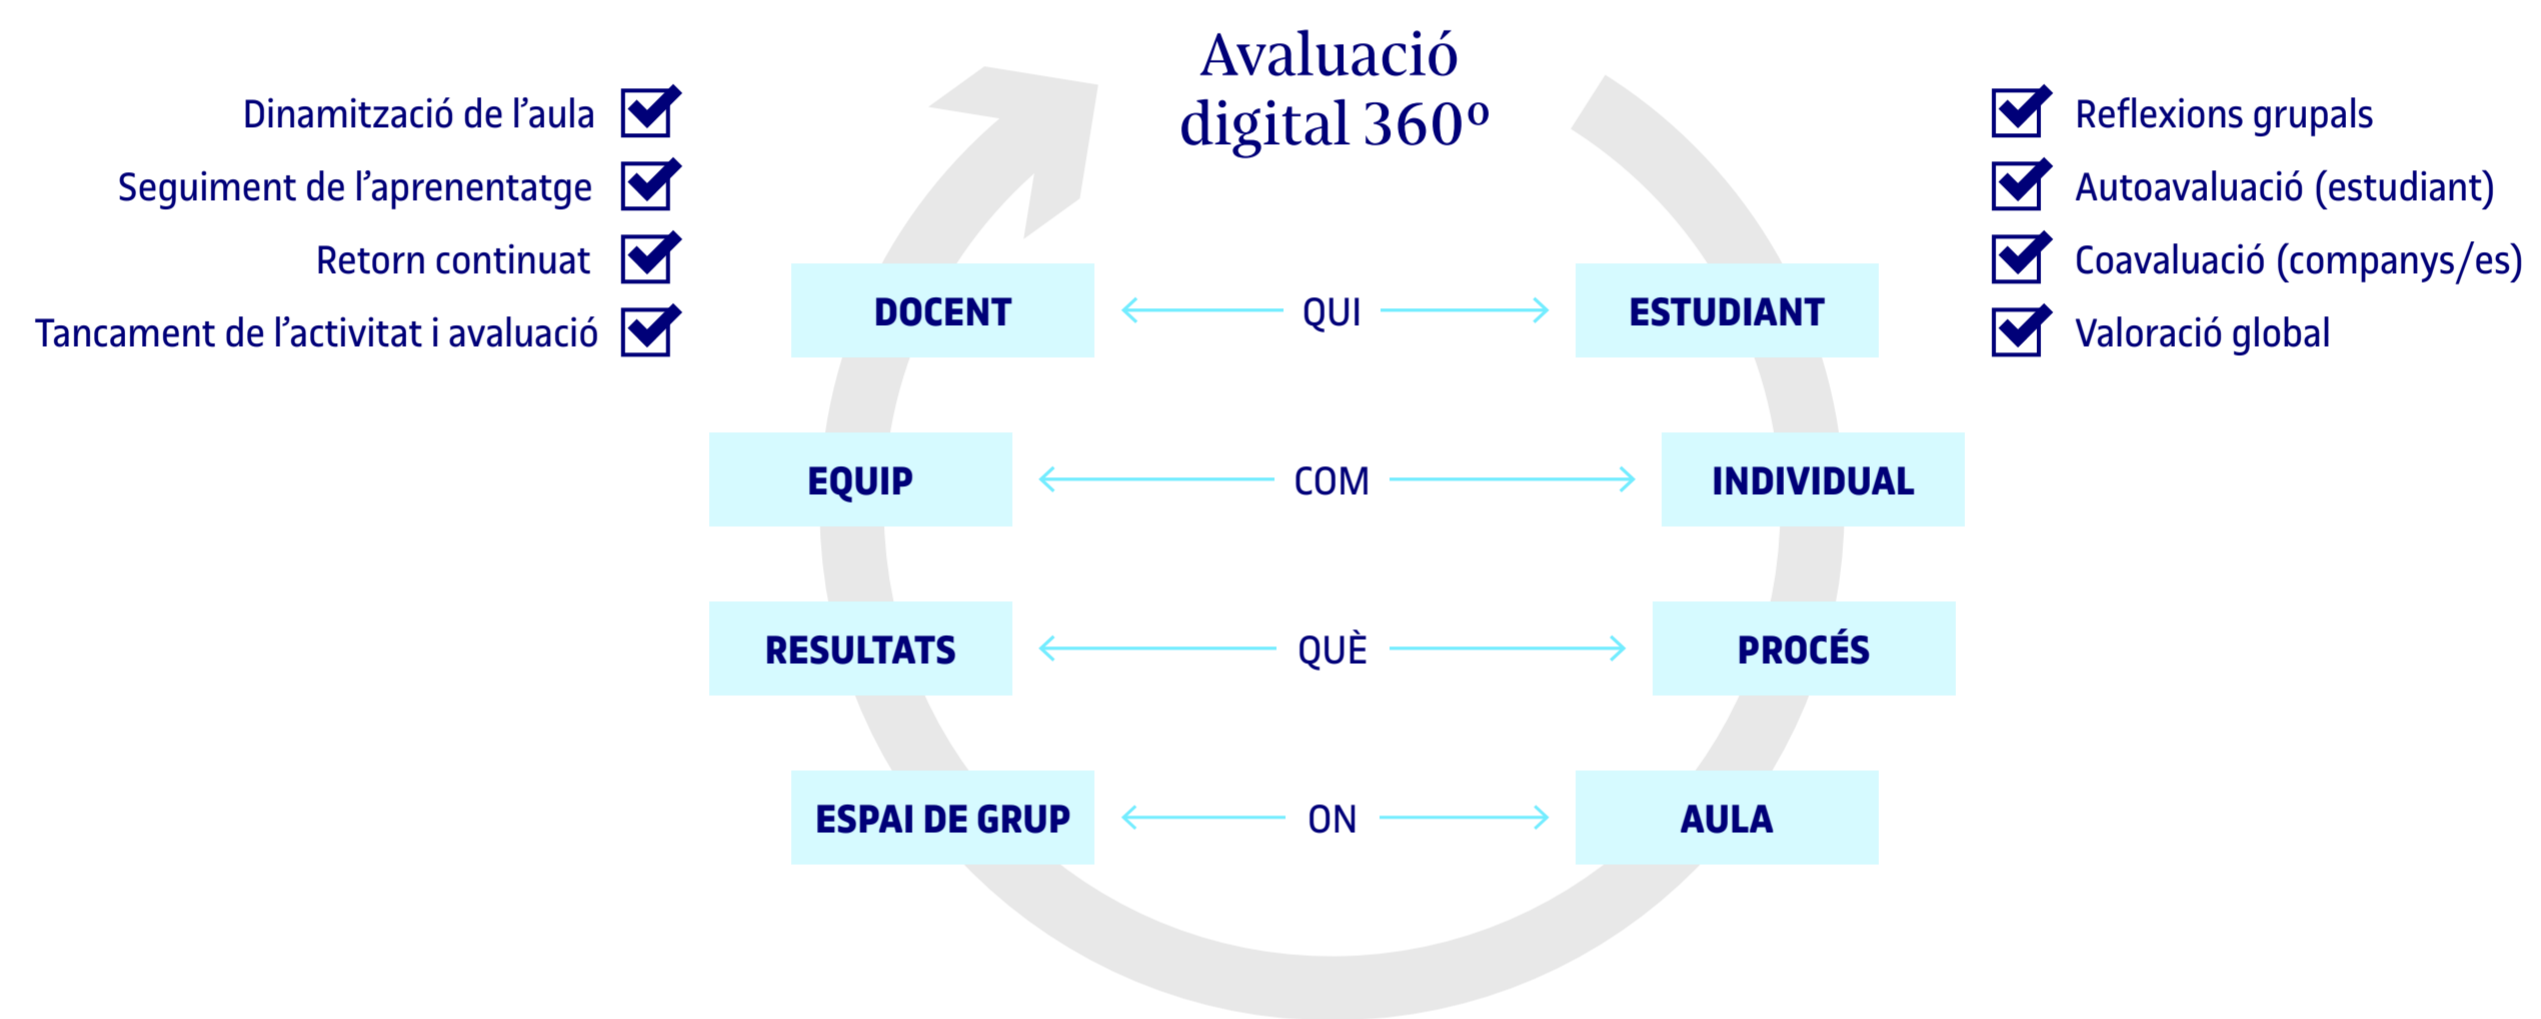 Avaluació
digital 360º
Dinamització de l’aula
Seguiment de l’aprenentatge
Retorn continuat
Tancament de l’activitat i avaluació
Reflexions grupals
Autoavaluació (estudiant)
Coavaluació (companys/es)
Valoració global
DOCENT QUI ESTUDIANT
EQUIP COM INDIVIDUAL
RESULTATS QUÈ PROCÉS
ESPAI DE GRUP ON AULA